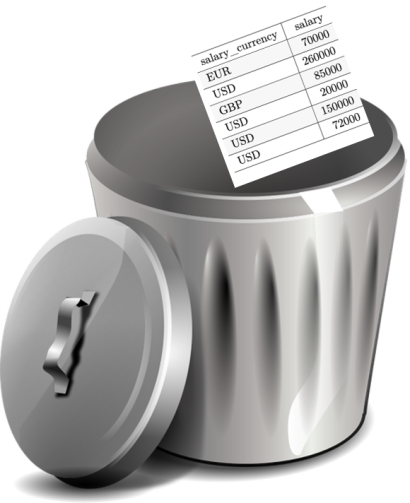 salary_currency salary
EUR 70000
USD 260000
GBP 85000
USD 20000
USD 150000
USD 72000